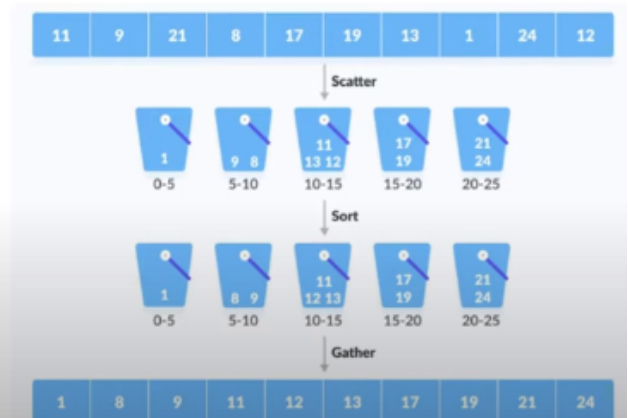 11 9 21 8 17 19 13 1 24 12
Scatter
11 17 21
1 9 8 13 12 19 24
0-5 5-10 10-15 15-20 20-25
Sort
11 17 21
1 8 9 12 13 19 24
0-5 5-10 10-15 15-20 20-25
Gather
1 8 9 11 12 13 17 19 21 24